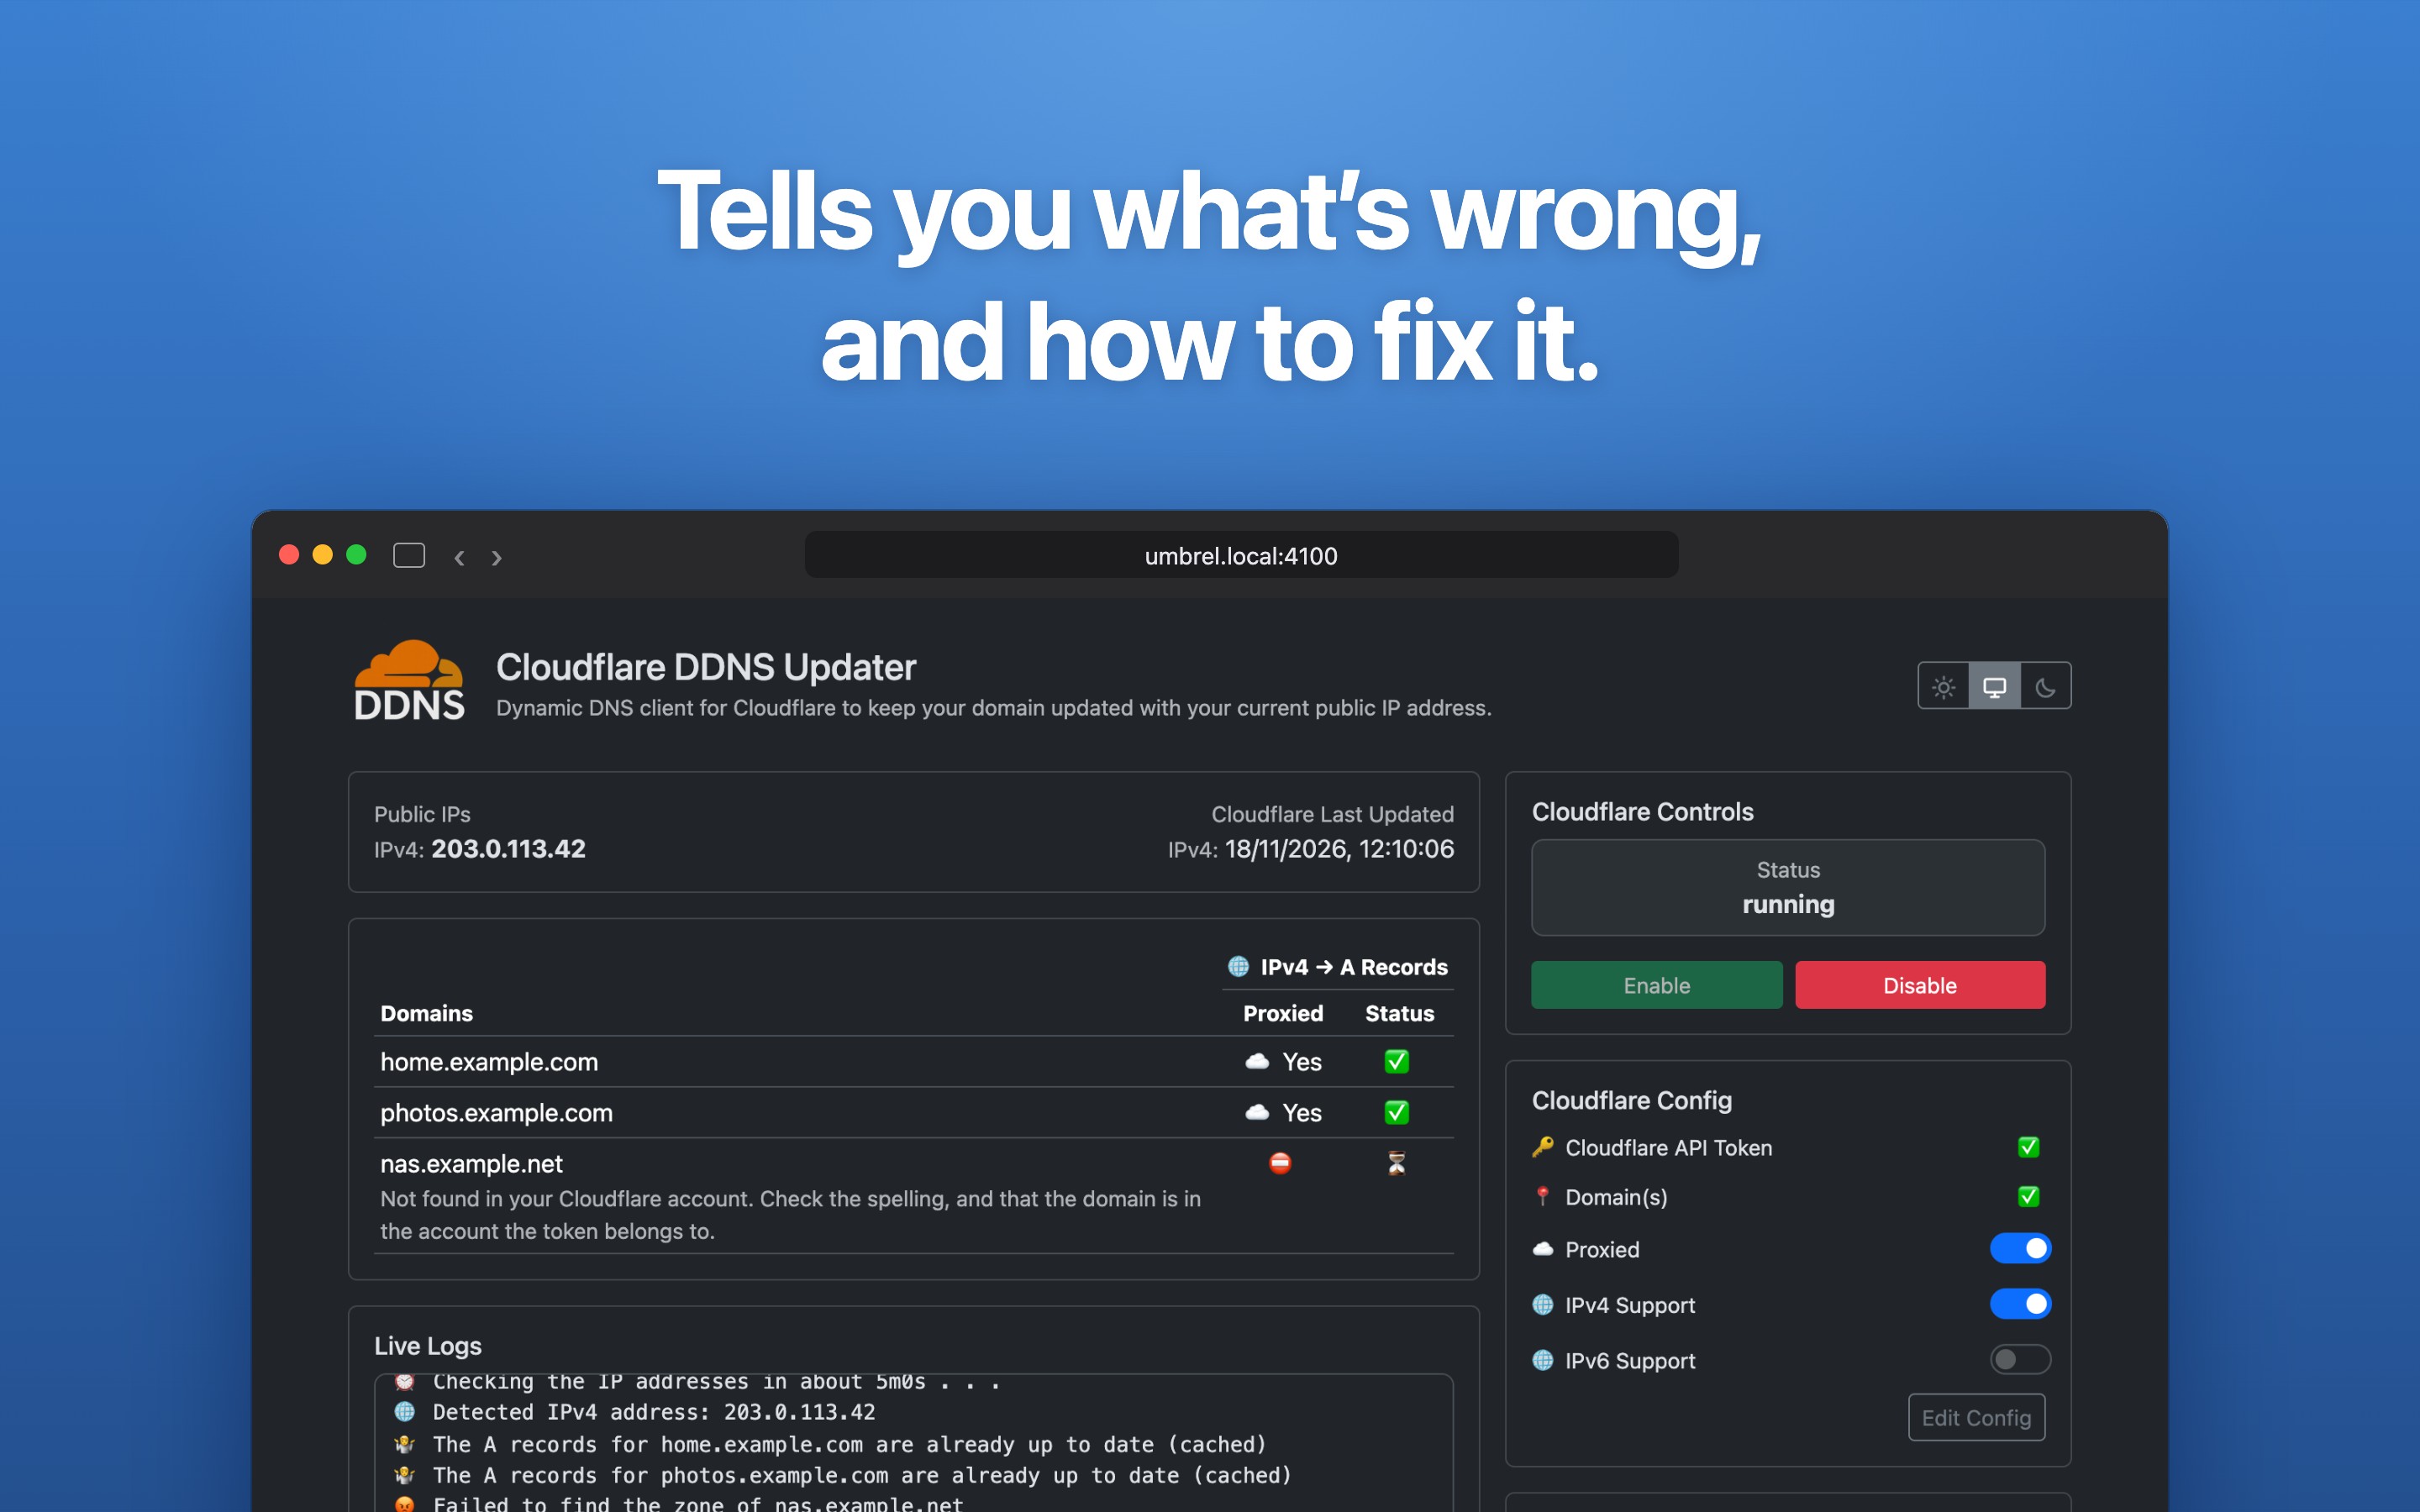 Tells you what’s wrong,
and how to fix it.
umbrel.local:4100
DDNS
Cloudflare DDNS Updater
Dynamic DNS client for Cloudflare to keep your domain updated with your current public IP address.
Public IPs
IPv4: 203.0.113.42
Cloudflare Last Updated
IPv4: 18/11/2026, 12:10:06
IPv4 → A Records
Domains Proxied Status
home.example.com Yes
photos.example.com Yes
nas.example.net
Not found in your Cloudflare account. Check the spelling, and that the domain is in
the account the token belongs to.
Live Logs
Checking the IP addresses in about 5m0s . . .
Detected IPv4 address: 203.0.113.42
The A records for home.example.com are already up to date (cached)
The A records for photos.example.com are already up to date (cached)
Failed to find the zone of nas.example.net
Cloudflare Controls
Status
running
Enable Disable
Cloudflare Config
Cloudflare API Token
Domain(s)
Proxied
IPv4 Support
IPv6 Support
Edit Config